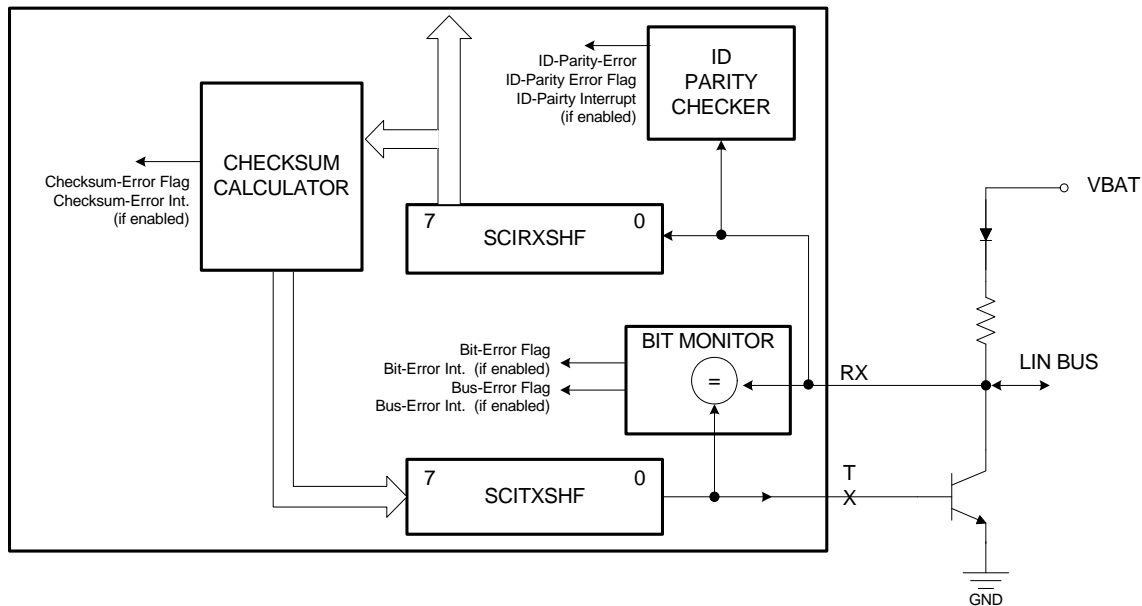 ID-Parity-Error
ID-Parity Error Flag
ID-Pairty Interrupt
(if enabled)
ID
PARITY
CHECKER
CHECKSUM
CALCULATOR
Checksum-Error Flag
Checksum-Error Int.
(if enabled)
VBAT
7 SCIRXSHF 0
BIT MONITOR
=
Bit-Error Flag
Bit-Error Int. (if enabled)
Bus-Error Flag
Bus-Error Int. (if enabled)
RX
LIN BUS
7 SCITXSHF 0
T
X
GND